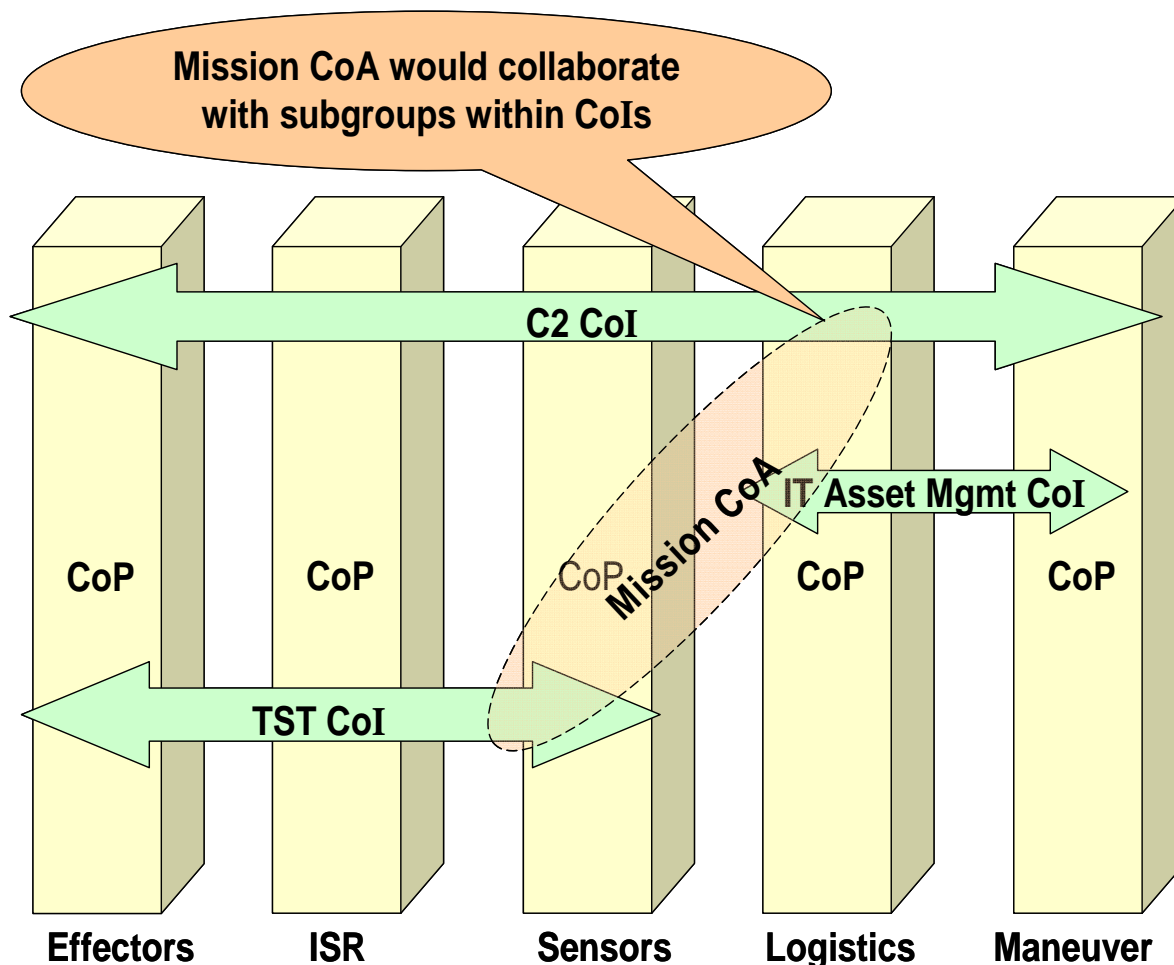 Mission CoA would collaborate
with subgroups within CoIs
C2 CoI
IT Asset Mgmt CoI
Mission CoA
CoP
CoP
CoP
CoP
CoP
TST CoI
Effectors
ISR
Sensors
Logistics
Maneuver